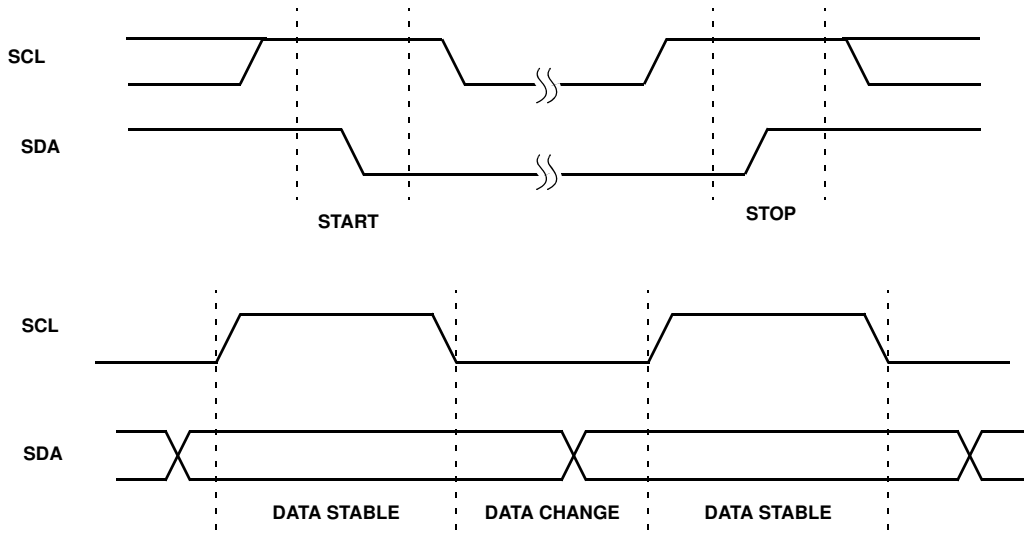 SCL
SDA
START
STOP
SCL
SDA
DATA STABLE
DATA CHANGE
DATA STABLE